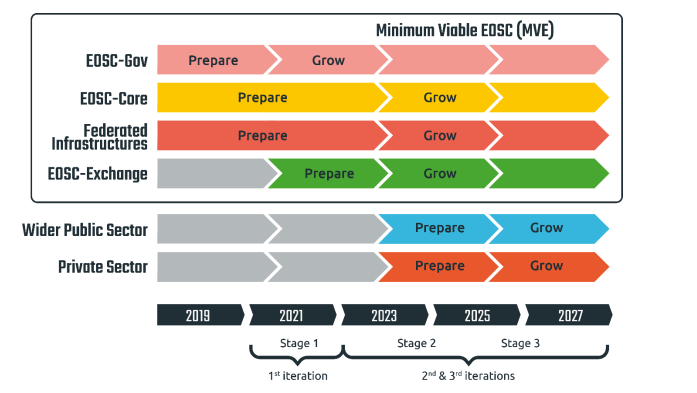 Minimum Viable EOSC (MVE)
EOSC-Gov Prepare Grow
EOSC-Core Prepare Grow
Federated
Infrastructures Prepare Grow
EOSC-Exchange Prepare Grow
Wider Public Sector Prepare Grow
Private Sector Prepare Grow
2019 2021 2023 2025 2027
Stage 1 Stage 2 Stage 3
1st iteration 2nd & 3rd iterations